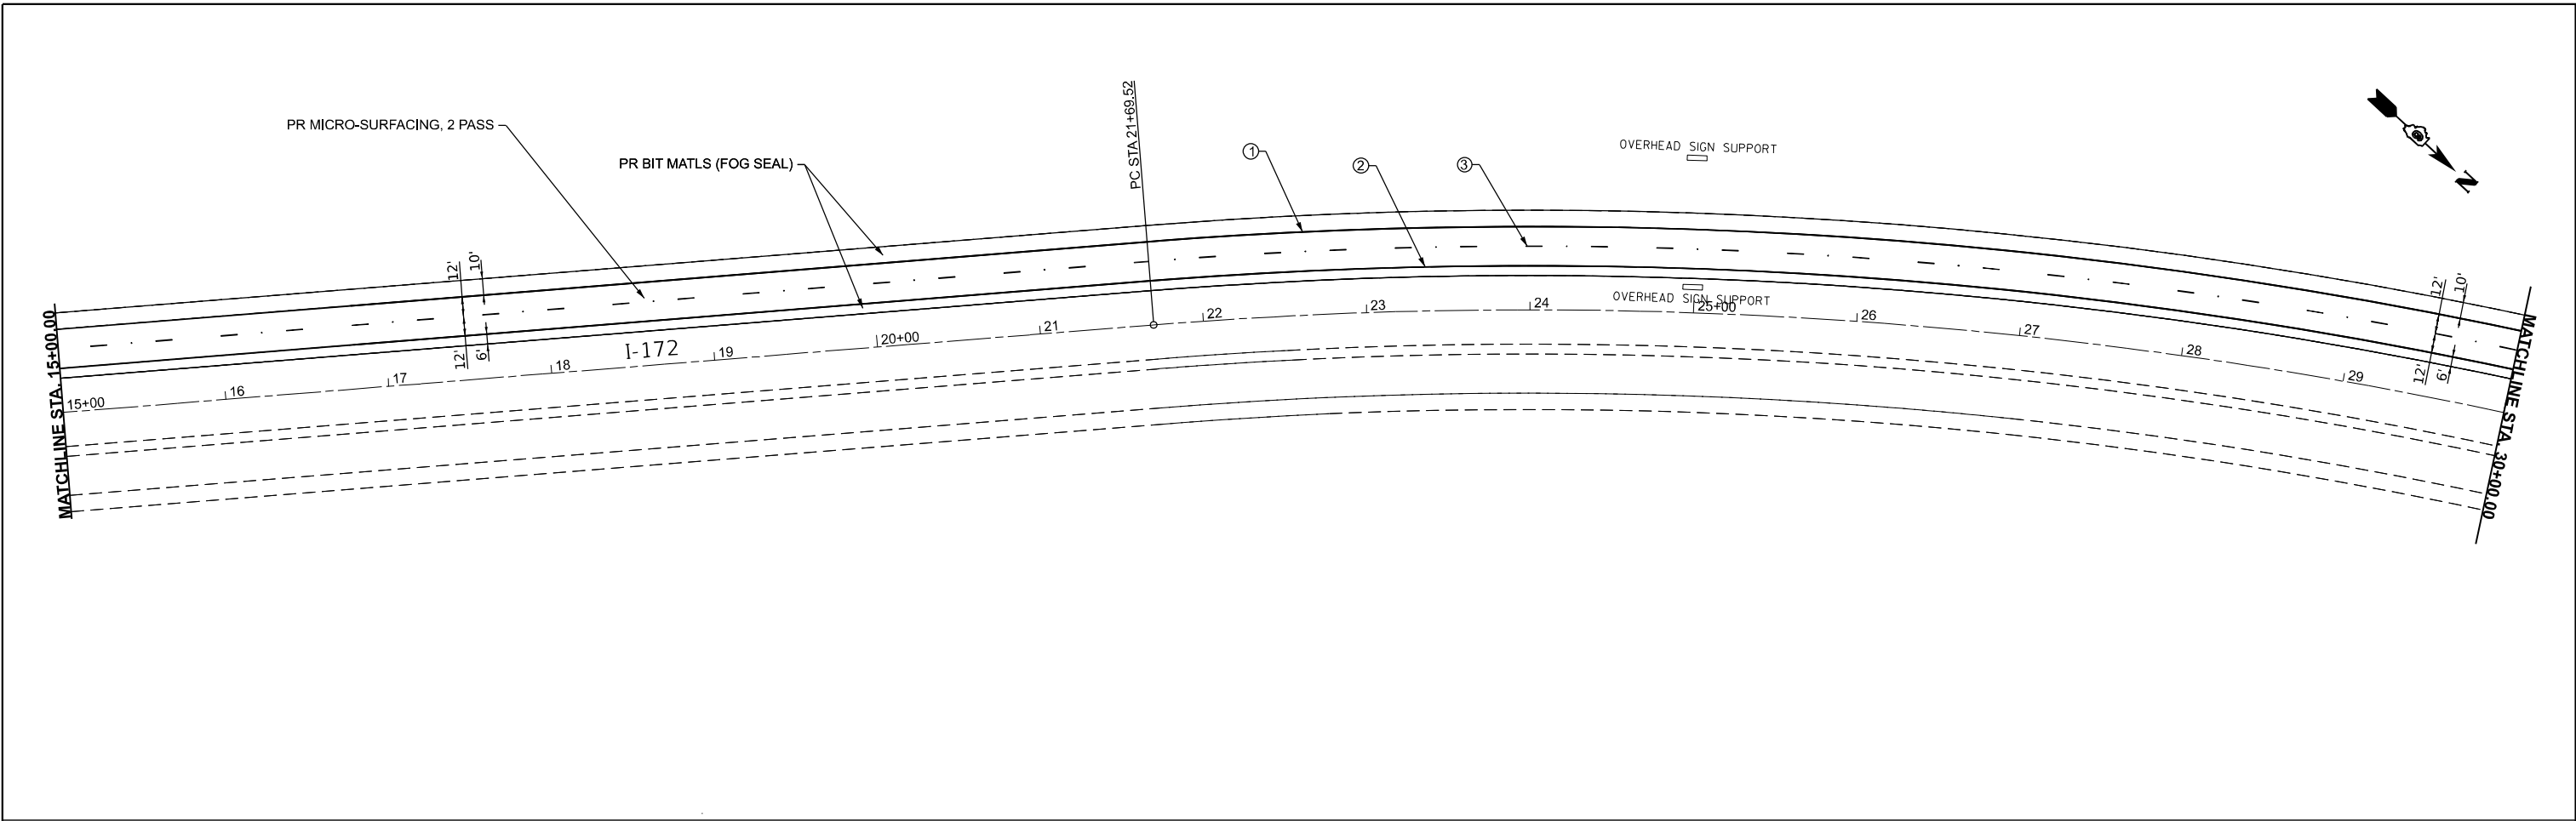 PR MICRO-SURFACING, 2 PASS
PR BIT MATLS (FOG SEAL)
PC STA 21+69.52
1
2
3
OVERHEAD SIGN SUPPORT
N
12'
10'
12'
6'
OVERHEAD SIGN SUPPORT
12'
10'
12'
6'
I-172
15+00
16
17
18
19
20+00
21
22
23
24
25+00
26
27
28
29
MATCHLINE STA. 15+00.00
MATCHLINE STA. 30+00.00